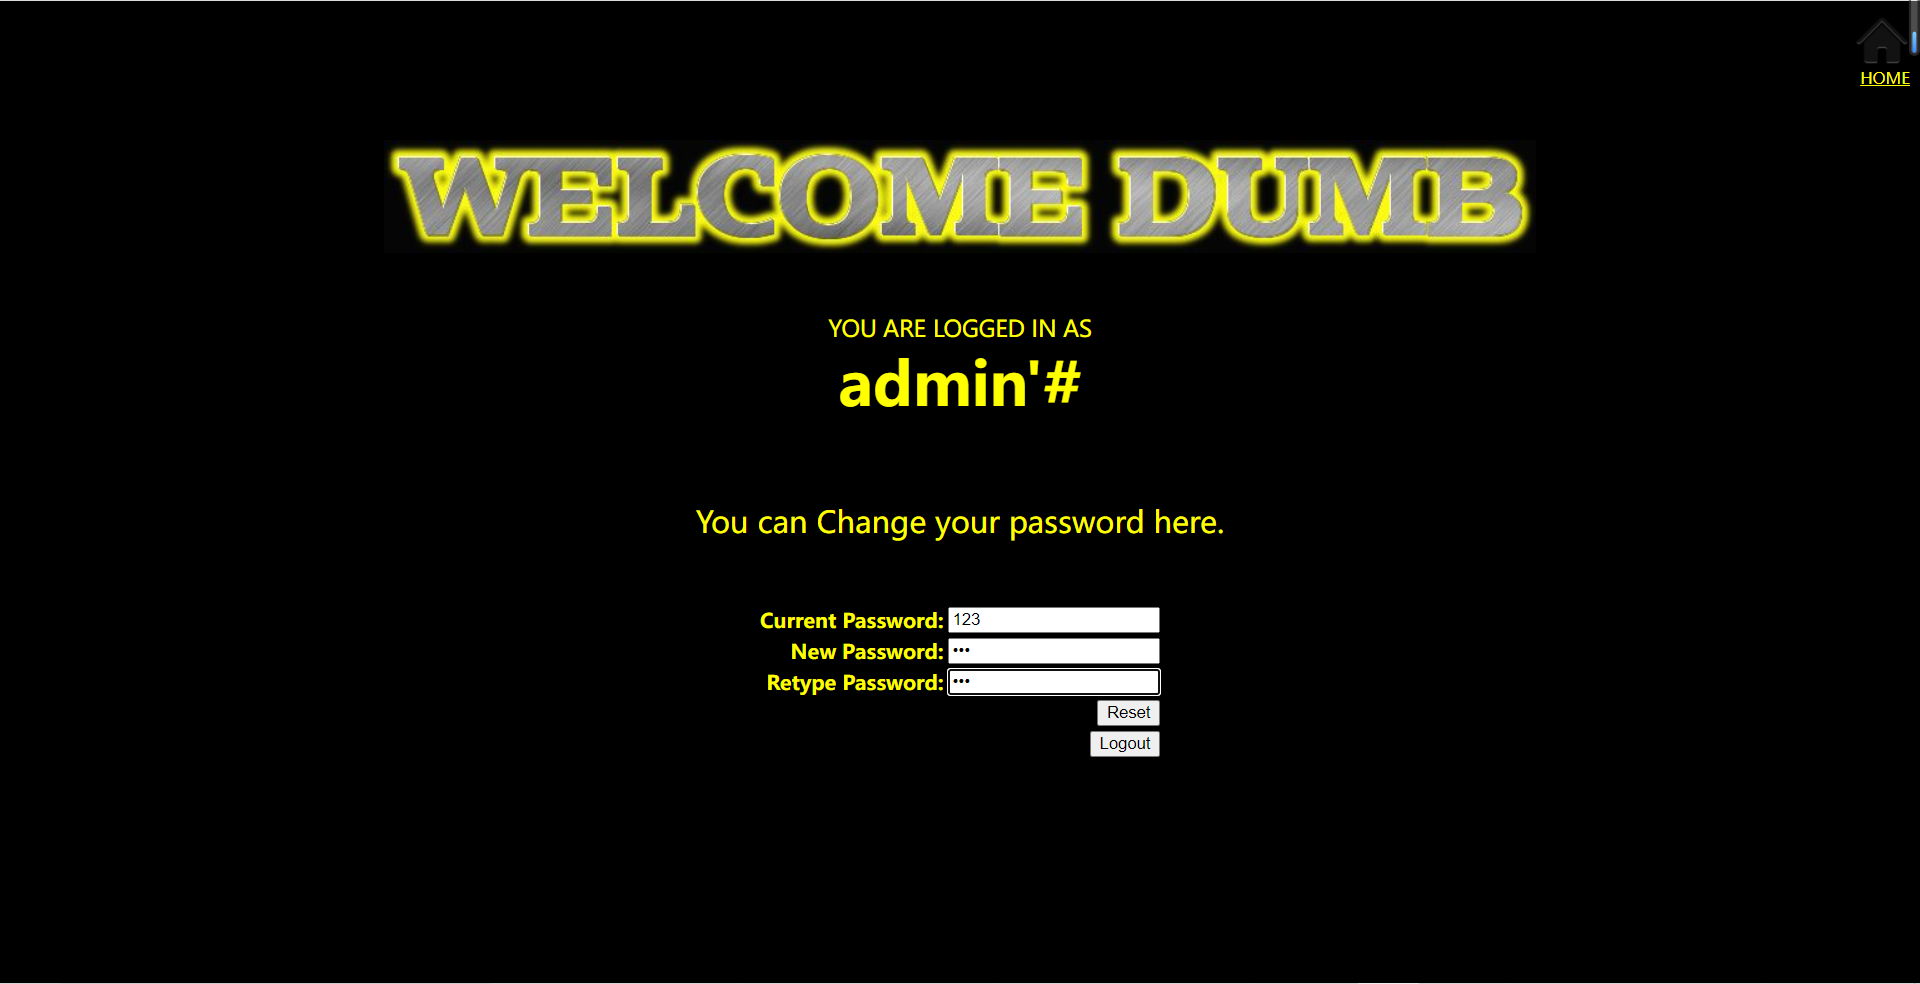 HOME
WELCOME DUMB
YOU ARE LOGGED IN AS
admin'#
You can Change your password here.
Current Password: 123
New Password: •••
Retype Password: •••
Reset
Logout